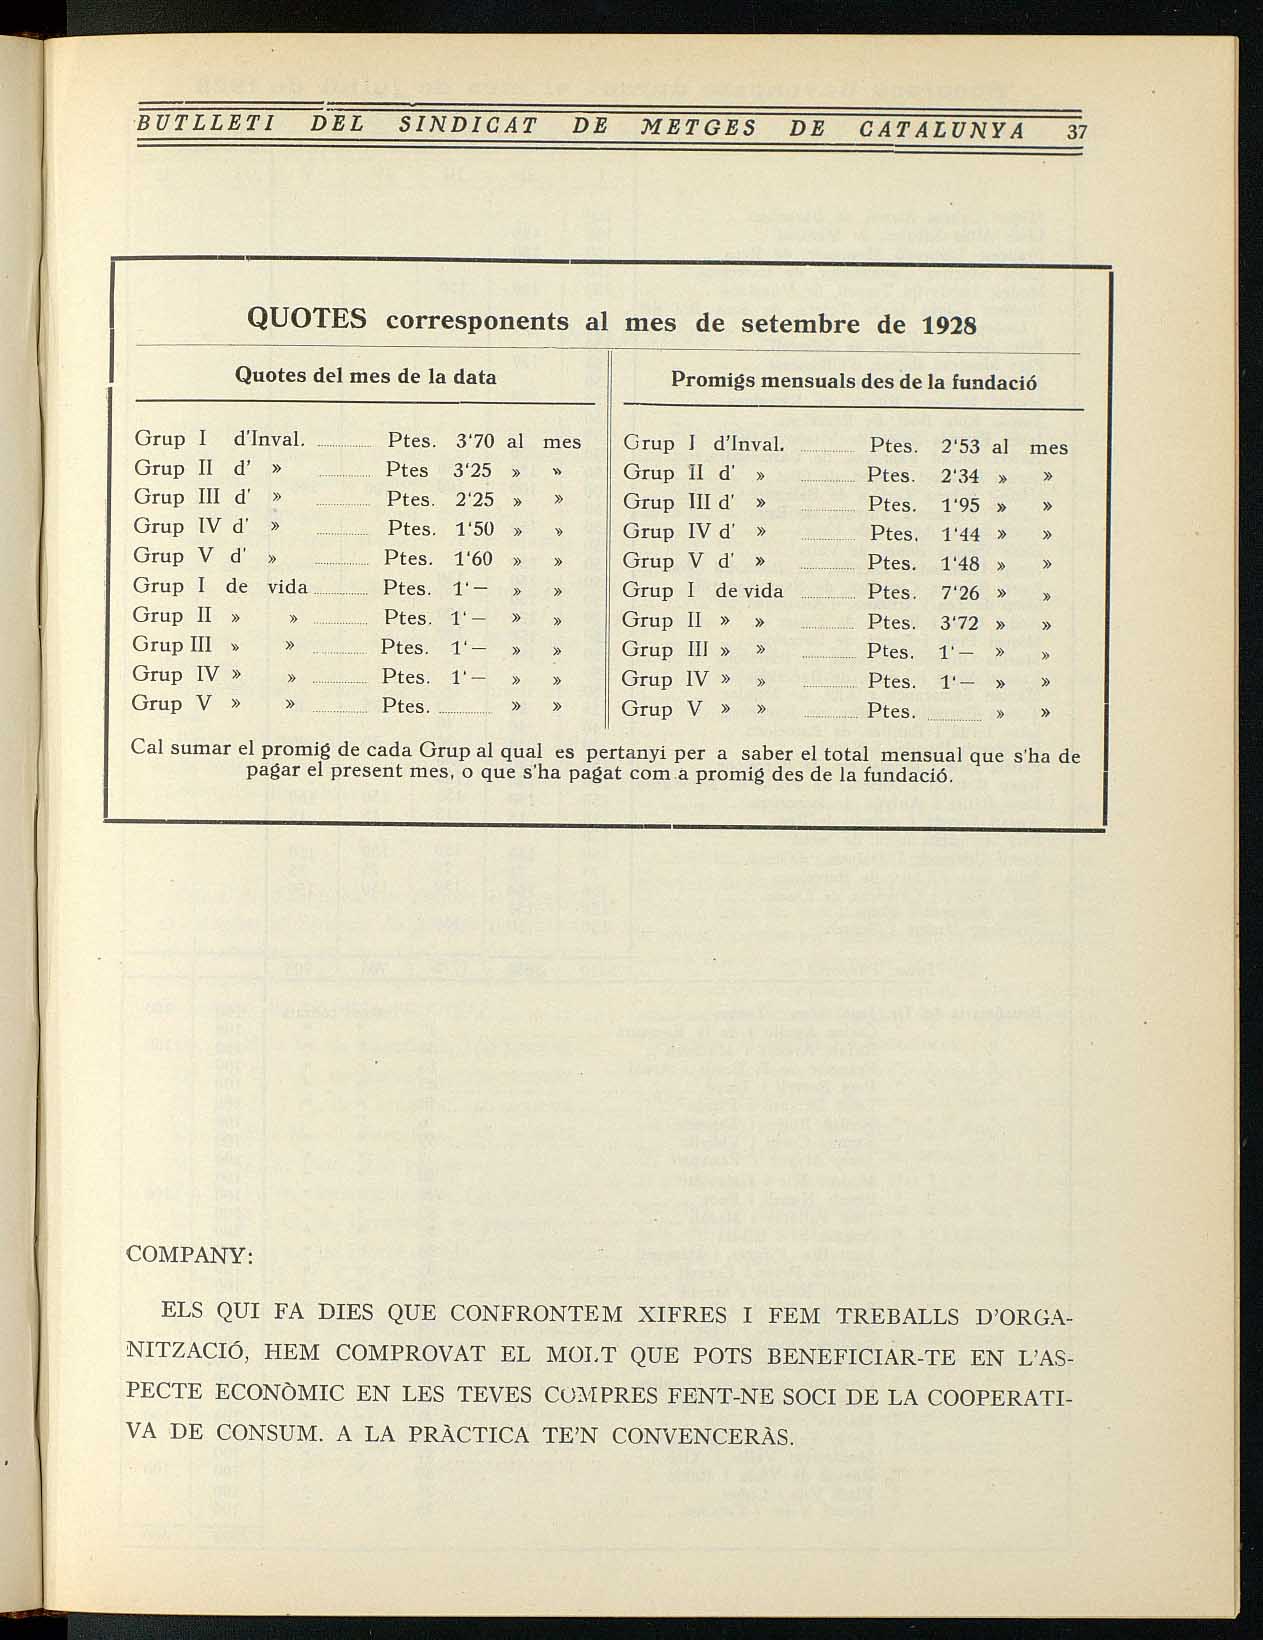 BUTLLETI DEL SINDICAT DE METGES DE CATALUNYA 37
QUOTES corresponents al mes de setembre de 1928
Quotes del mes de la data
Grup I d'Inval. Ptes. 3'70 al mes
Grup II d' » Ptes 3'25 » »
Grup III d' » Ptes. 2'25 » »
Grup IV d' » Ptes. 1'50 » »
Grup V d' » Ptes. 1'60 » »
Grup I de vida Ptes. 1'— » »
Grup II » » Ptes. 1'— » »
Grup III » » Ptes. 1'— » »
Grup IV » » Ptes. 1'— » »
Grup V » » Ptes. » »
Promigs mensuals des de la fundació
Grup I d'Inval. Ptes. 2'53 al mes
Grup II d' » Ptes. 2'34 » »
Grup III d' » Ptes. 1'95 » »
Grup IV d' » Ptes. 1'44 » »
Grup V d' » Ptes. 1'48 » »
Grup I de vida Ptes. 7'26 » »
Grup II » » Ptes. 3'72 » »
Grup III » » Ptes. 1'— » »
Grup IV » » Ptes. 1'— » »
Grup V » » Ptes. » »
Cal sumar el promig de cada Grup al qual es pertanyi per a saber el total mensual que s'ha de
pagar el present mes, o que s'ha pagat com a promig des de la fundació.
COMPANY:
ELS QUI FA DIES QUE CONFRONTEM XIFRES I FEM TREBALLS D'ORGA-
NITZACIÓ, HEM COMPROVAT EL MOLT QUE POTS BENEFICIAR-TE EN L'AS-
PECTE ECONÒMIC EN LES TEVES COMPRES FENT-NE SOCI DE LA COOPERATI-
VA DE CONSUM. A LA PRÀCTICA TE'N CONVENCERÀS.